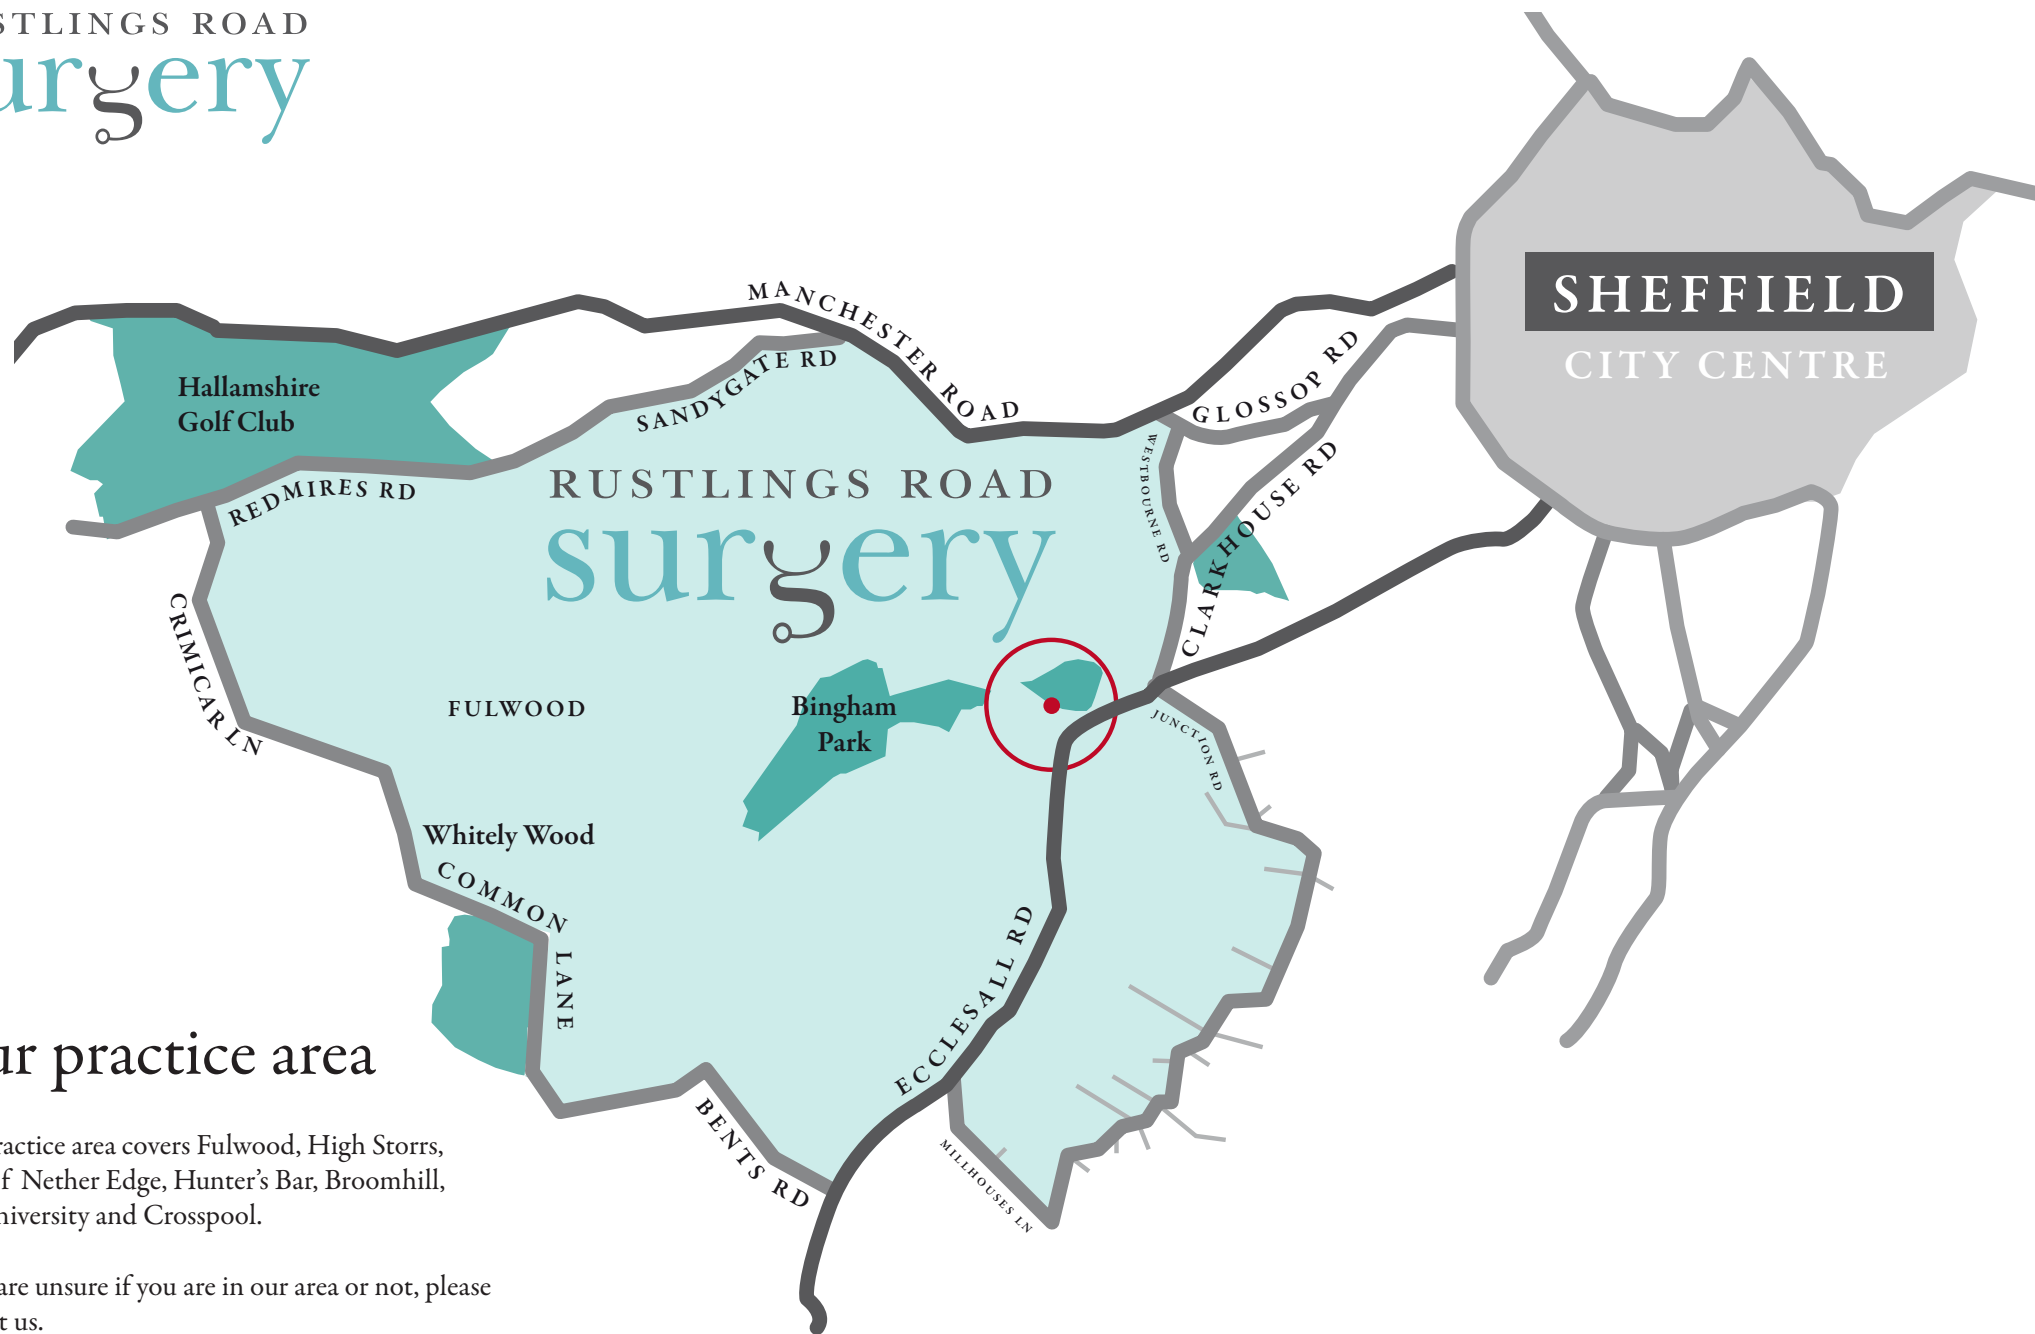 STLINGS ROAD
urgery
SHEFFIELD
CITY CENTRE
MANCHESTER ROAD
SANDYGATE RD
GLOSSOP RD
Hallamshire
Golf Club
REDMIRES RD
WESTBOURNE RD
CLARKHOUSE RD
RUSTLINGS ROAD
surgery
CRIMICAR LN
FULWOOD
Bingham
Park
JUNCTION RD
Whitely Wood
COMMON LANE
ECCLESALL RD
BENTS RD
MILLHOUSES LN
ur practice area
ractice area covers Fulwood, High Storrs,
f Nether Edge, Hunter's Bar, Broomhill,
niversity and Crosspool.
are unsure if you are in our area or not, please
t us.